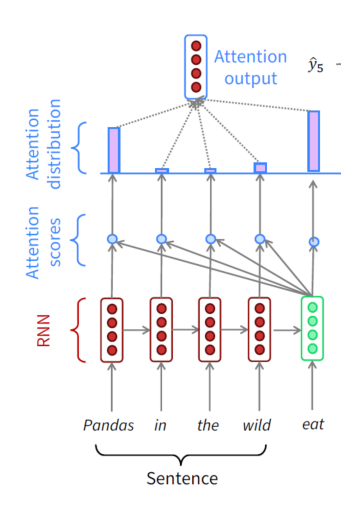 Attention
output
ŷ₅ -
Attention
distribution
Attention
scores
RNN
Pandas in the wild eat
Sentence